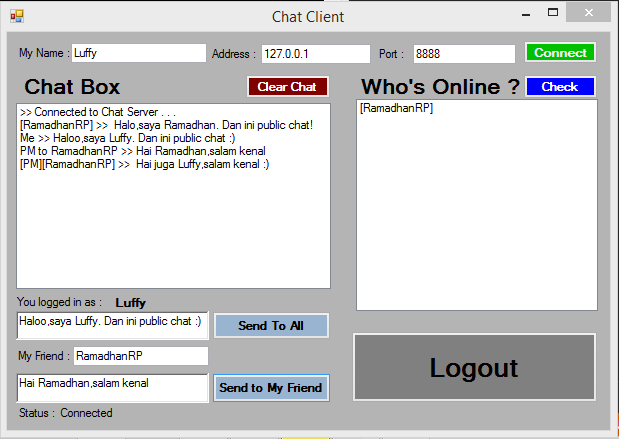 Chat Client
My Name : Luffy Address : 127.0.0.1 Port : 8888 Connect
Chat Box Clear Chat Who's Online ? Check
>> Connected to Chat Server . . .
[RamadhanRP] >>  Halo,saya Ramadhan. Dan ini public chat!
Me >> Haloo,saya Luffy. Dan ini public chat :)
PM to RamadhanRP >> Hai Ramadhan,salam kenal
[PM][RamadhanRP] >>  Hai juga Luffy,salam kenal :)
[RamadhanRP]
You logged in as : Luffy
Haloo,saya Luffy. Dan ini public chat :) Send To All
My Friend : RamadhanRP
Hai Ramadhan,salam kenal Send to My Friend
Status : Connected
Logout